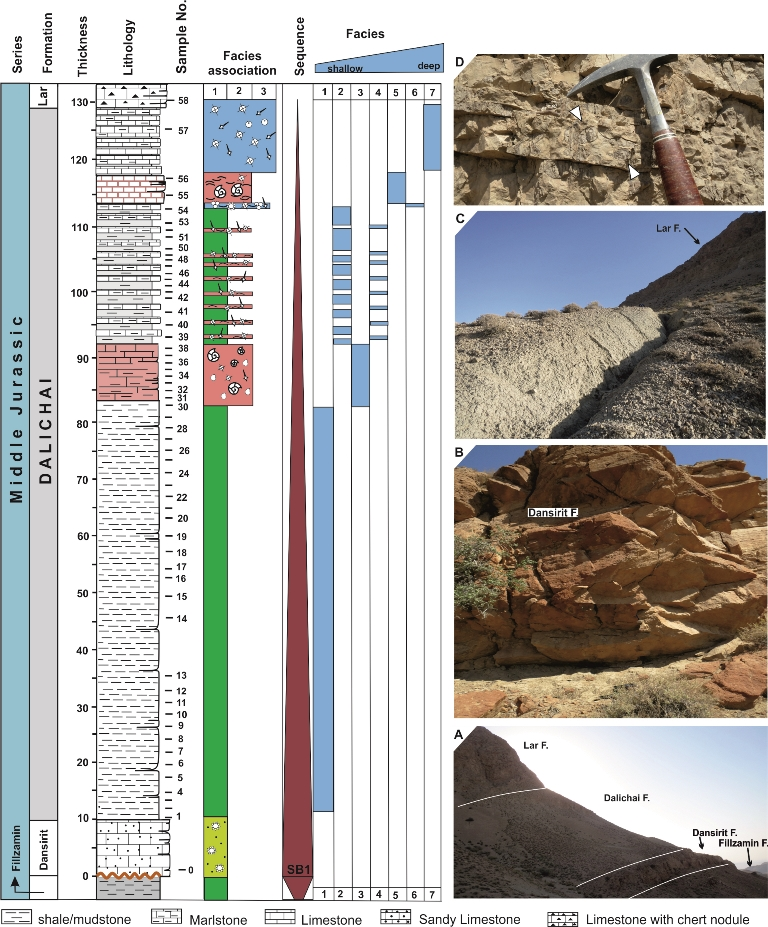 Series
Formation
Thickness
Lithology
Sample No.
Facies
association
Sequence
Facies
shallow
deep
1 2 3
1 2 3 4 5 6 7
Middle Jurassic
Fillzamin
Lar
DALICHAI
Dansirit
130
120
110
100
90
80
70
60
50
40
30
20
10
0
58
57
56
55
54
53
51
50
48
46
44
42
41
40
39
38
36
34
32
31
30
28
26
24
22
20
19
18
17
16
15
14
13
12
11
10
9
8
7
6
5
4
1
0
SB1
1 2 3 4 5 6 7
D
C
Lar F.
B
Dansirit F.
A
Lar F.
Dalichai F.
Dansirit F.
Fillzamin F.
shale/mudstone
Marlstone
Limestone
Sandy Limestone
Limestone with chert nodule